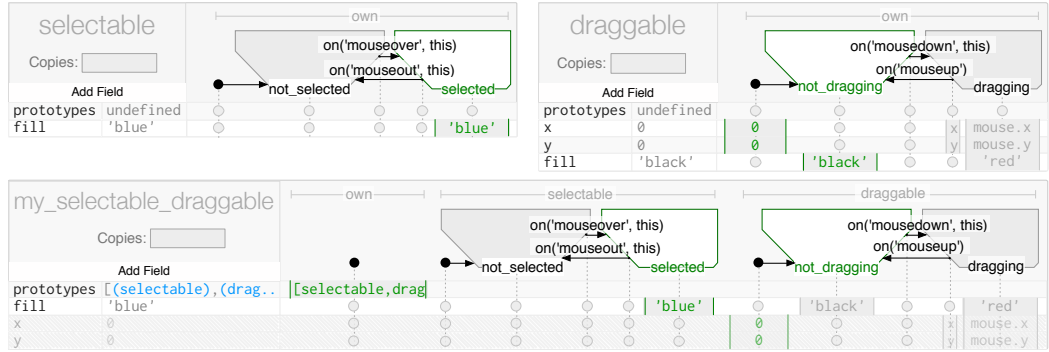 selectable
own
on('mouseover', this)
Copies:
on('mouseout', this)
not_selected
selected
Add Field
prototypes undefined
fill 'blue' 'blue'
draggable
own
on('mousedown', this)
Copies:
on('mouseup')
not_dragging
dragging
Add Field
prototypes undefined
x 0 0 x mouse.x
y 0 0 y mouse.y
fill 'black' 'black' 'red'
my_selectable_draggable
own selectable draggable
on('mouseover', this) on('mousedown', this)
Copies:
on('mouseout', this) on('mouseup')
not_selected selected not_dragging dragging
Add Field
prototypes [(selectable),(drag.. [selectable,drag
fill 'blue' 'blue' 'black' 'red'
x 0 0 x mouse.x
y 0 0 y mouse.y